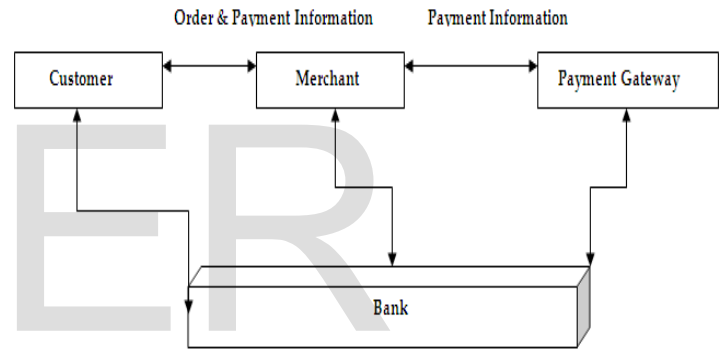 Order & Payment Information Payment Information
Customer Merchant Payment Gateway
ER
Bank